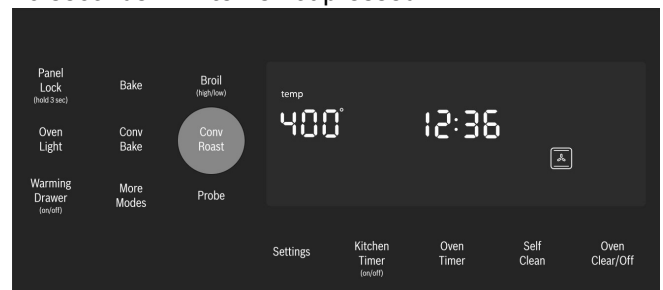 Panel
Lock
(hold 3 sec)
Bake
Broil
(high/low)
temp
400°
12:36
Oven
Light
Conv
Bake
Conv
Roast
Warming
Drawer
(on/off)
More
Modes
Probe
Settings
Kitchen
Timer
(on/off)
Oven
Timer
Self
Clean
Oven
Clear/Off